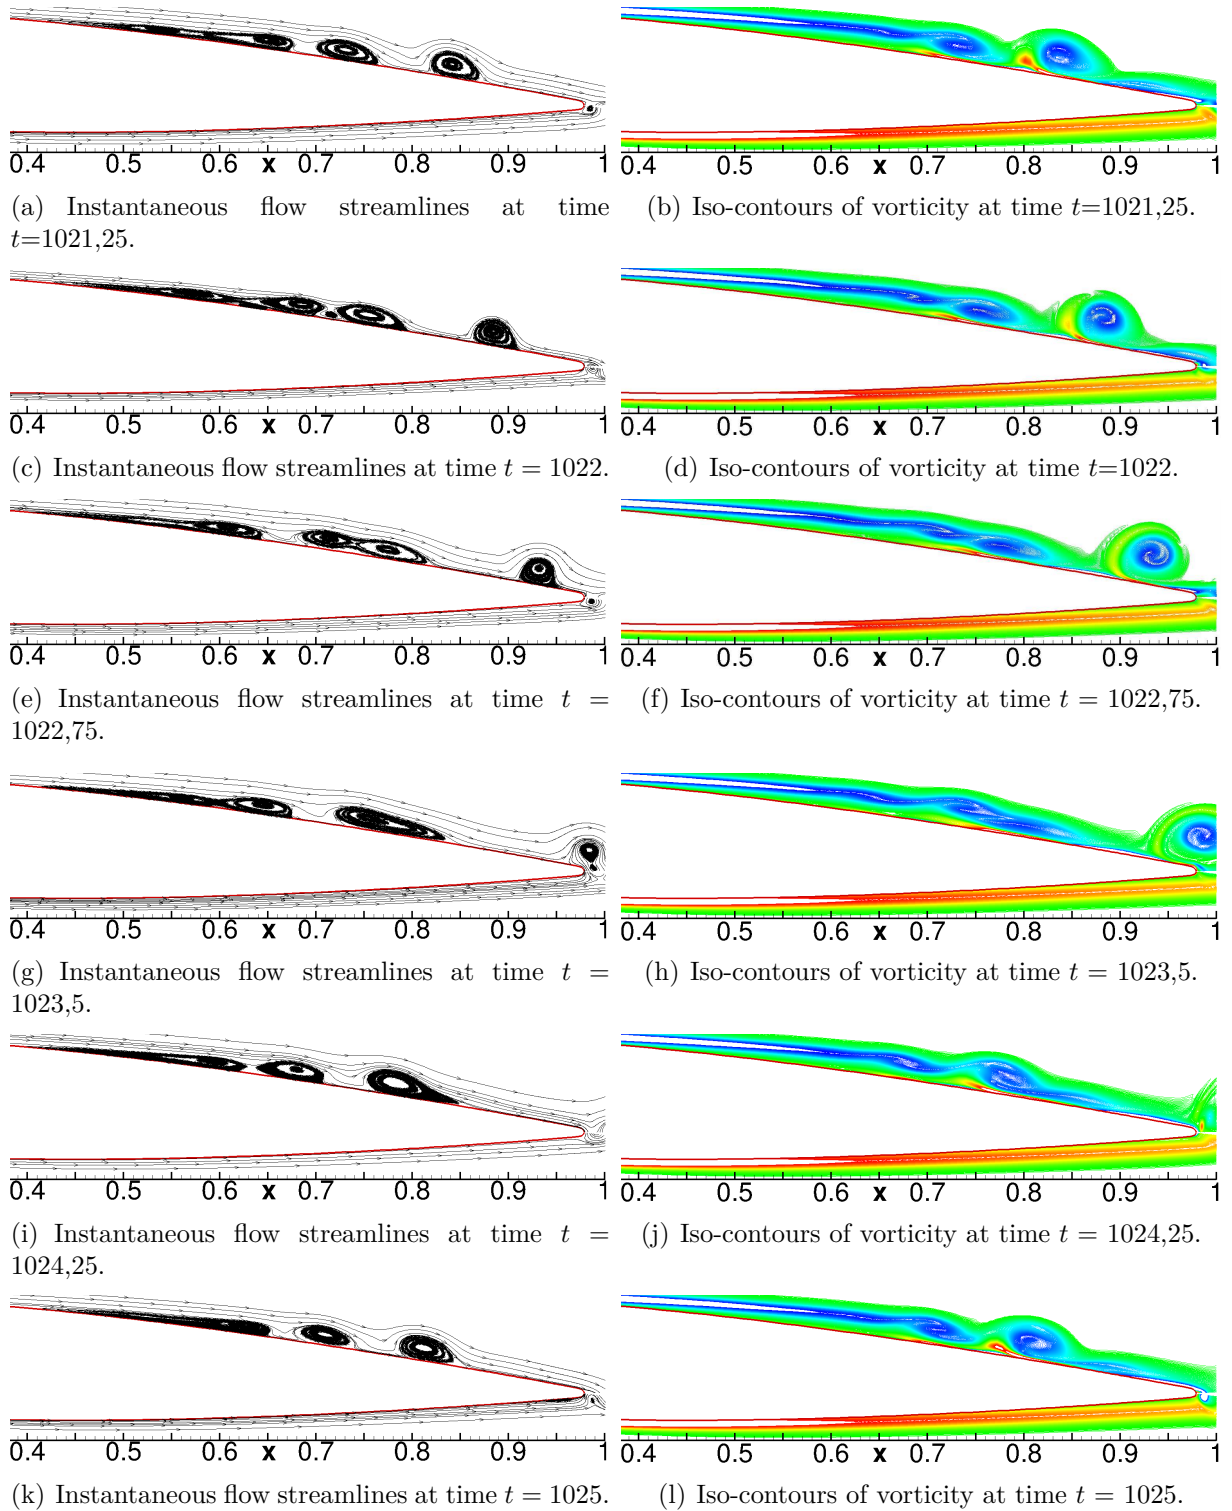 0.4 0.5 0.6 x 0.7 0.8 0.9 1
0.4 0.5 0.6 x 0.7 0.8 0.9 1
(a) Instantaneous flow streamlines at time
t=1021,25.
(b) Iso-contours of vorticity at time t=1021,25.
0.4 0.5 0.6 x 0.7 0.8 0.9 1
0.4 0.5 0.6 x 0.7 0.8 0.9 1
(c) Instantaneous flow streamlines at time t = 1022.
(d) Iso-contours of vorticity at time t=1022.
0.4 0.5 0.6 x 0.7 0.8 0.9 1
0.4 0.5 0.6 x 0.7 0.8 0.9 1
(e) Instantaneous flow streamlines at time t =
1022,75.
(f) Iso-contours of vorticity at time t = 1022,75.
0.4 0.5 0.6 x 0.7 0.8 0.9 1
0.4 0.5 0.6 x 0.7 0.8 0.9 1
(g) Instantaneous flow streamlines at time t =
1023,5.
(h) Iso-contours of vorticity at time t = 1023,5.
0.4 0.5 0.6 x 0.7 0.8 0.9 1
0.4 0.5 0.6 x 0.7 0.8 0.9 1
(i) Instantaneous flow streamlines at time t =
1024,25.
(j) Iso-contours of vorticity at time t = 1024,25.
0.4 0.5 0.6 x 0.7 0.8 0.9 1
0.4 0.5 0.6 x 0.7 0.8 0.9 1
(k) Instantaneous flow streamlines at time t = 1025.
(l) Iso-contours of vorticity at time t = 1025.